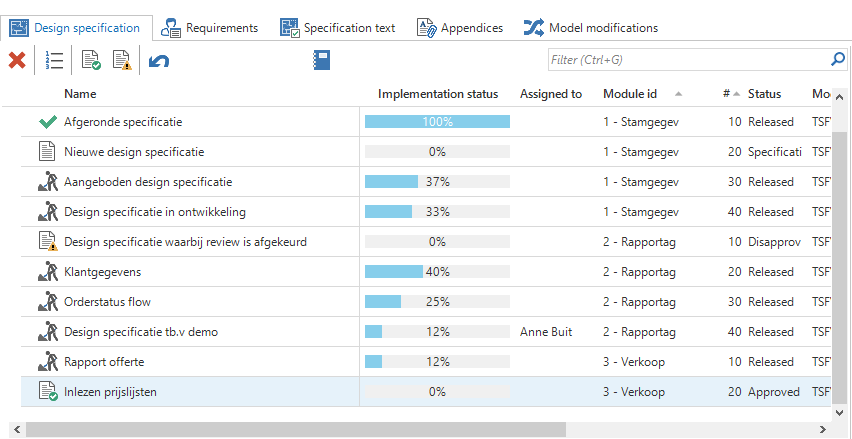 Design specification Requirements Specification text Appendices Model modifications
Filter (Ctrl+G)
Name Implementation status Assigned to Module id # Status Mo
Afgeronde specificatie 100% 1 - Stamgegev 10 Released TSF
Nieuwe design specificatie 0% 1 - Stamgegev 20 Specificati TSF
Aangeboden design specificatie 37% 1 - Stamgegev 30 Released TSF
Design specificatie in ontwikkeling 33% 1 - Stamgegev 40 Released TSF
Design specificatie waarbij review is afgekeurd 0% 2 - Rapportag 10 Disapprov TSF
Klantgegevens 40% 2 - Rapportag 20 Released TSF
Orderstatus flow 25% 2 - Rapportag 30 Released TSF
Design specificatie tb.v demo 12% Anne Buit 2 - Rapportag 40 Released TSF
Rapport offerte 12% 3 - Verkoop 10 Released TSF
Inlezen prijslijsten 0% 3 - Verkoop 20 Approved TSF